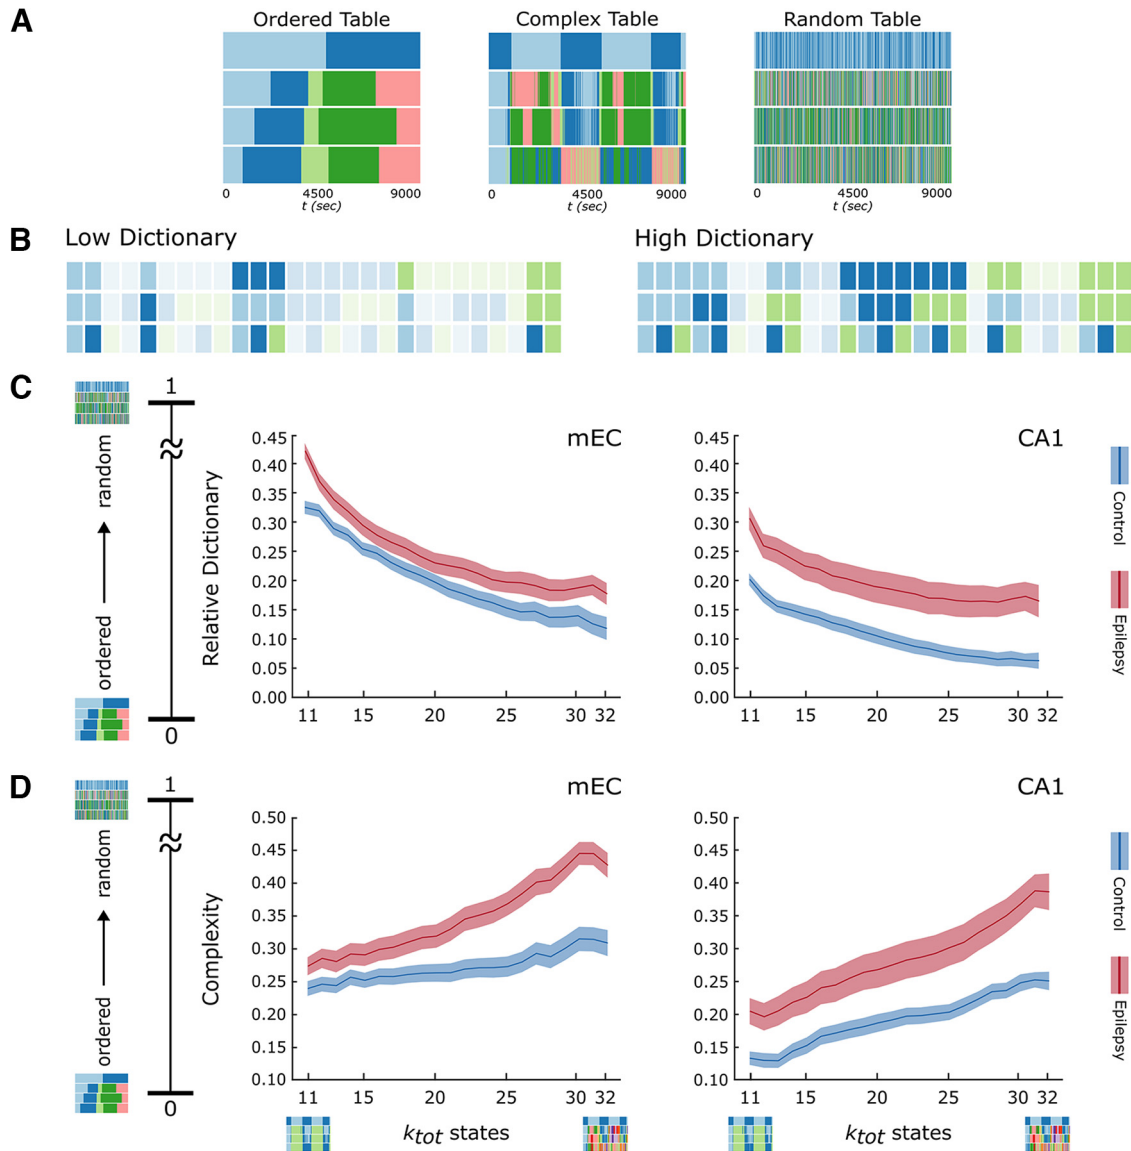 A
Ordered Table
Complex Table
Random Table
0 4500 9000
t (sec)
0 4500 9000
t (sec)
0 4500 9000
t (sec)
B
Low Dictionary
High Dictionary
C
1
random
ordered
0
Relative Dictionary
mEC
0.45
0.40
0.35
0.30
0.25
0.20
0.15
0.10
0.05
0.00
11 15 20 25 30 32
CA1
0.45
0.40
0.35
0.30
0.25
0.20
0.15
0.10
0.05
0.00
11 15 20 25 30 32
Control
Epilepsy
D
1
random
ordered
0
Complexity
mEC
0.50
0.45
0.40
0.35
0.30
0.25
0.20
0.15
0.10
11 15 20 25 30 32
ktot states
CA1
0.50
0.45
0.40
0.35
0.30
0.25
0.20
0.15
0.10
11 15 20 25 30 32
ktot states
Control
Epilepsy